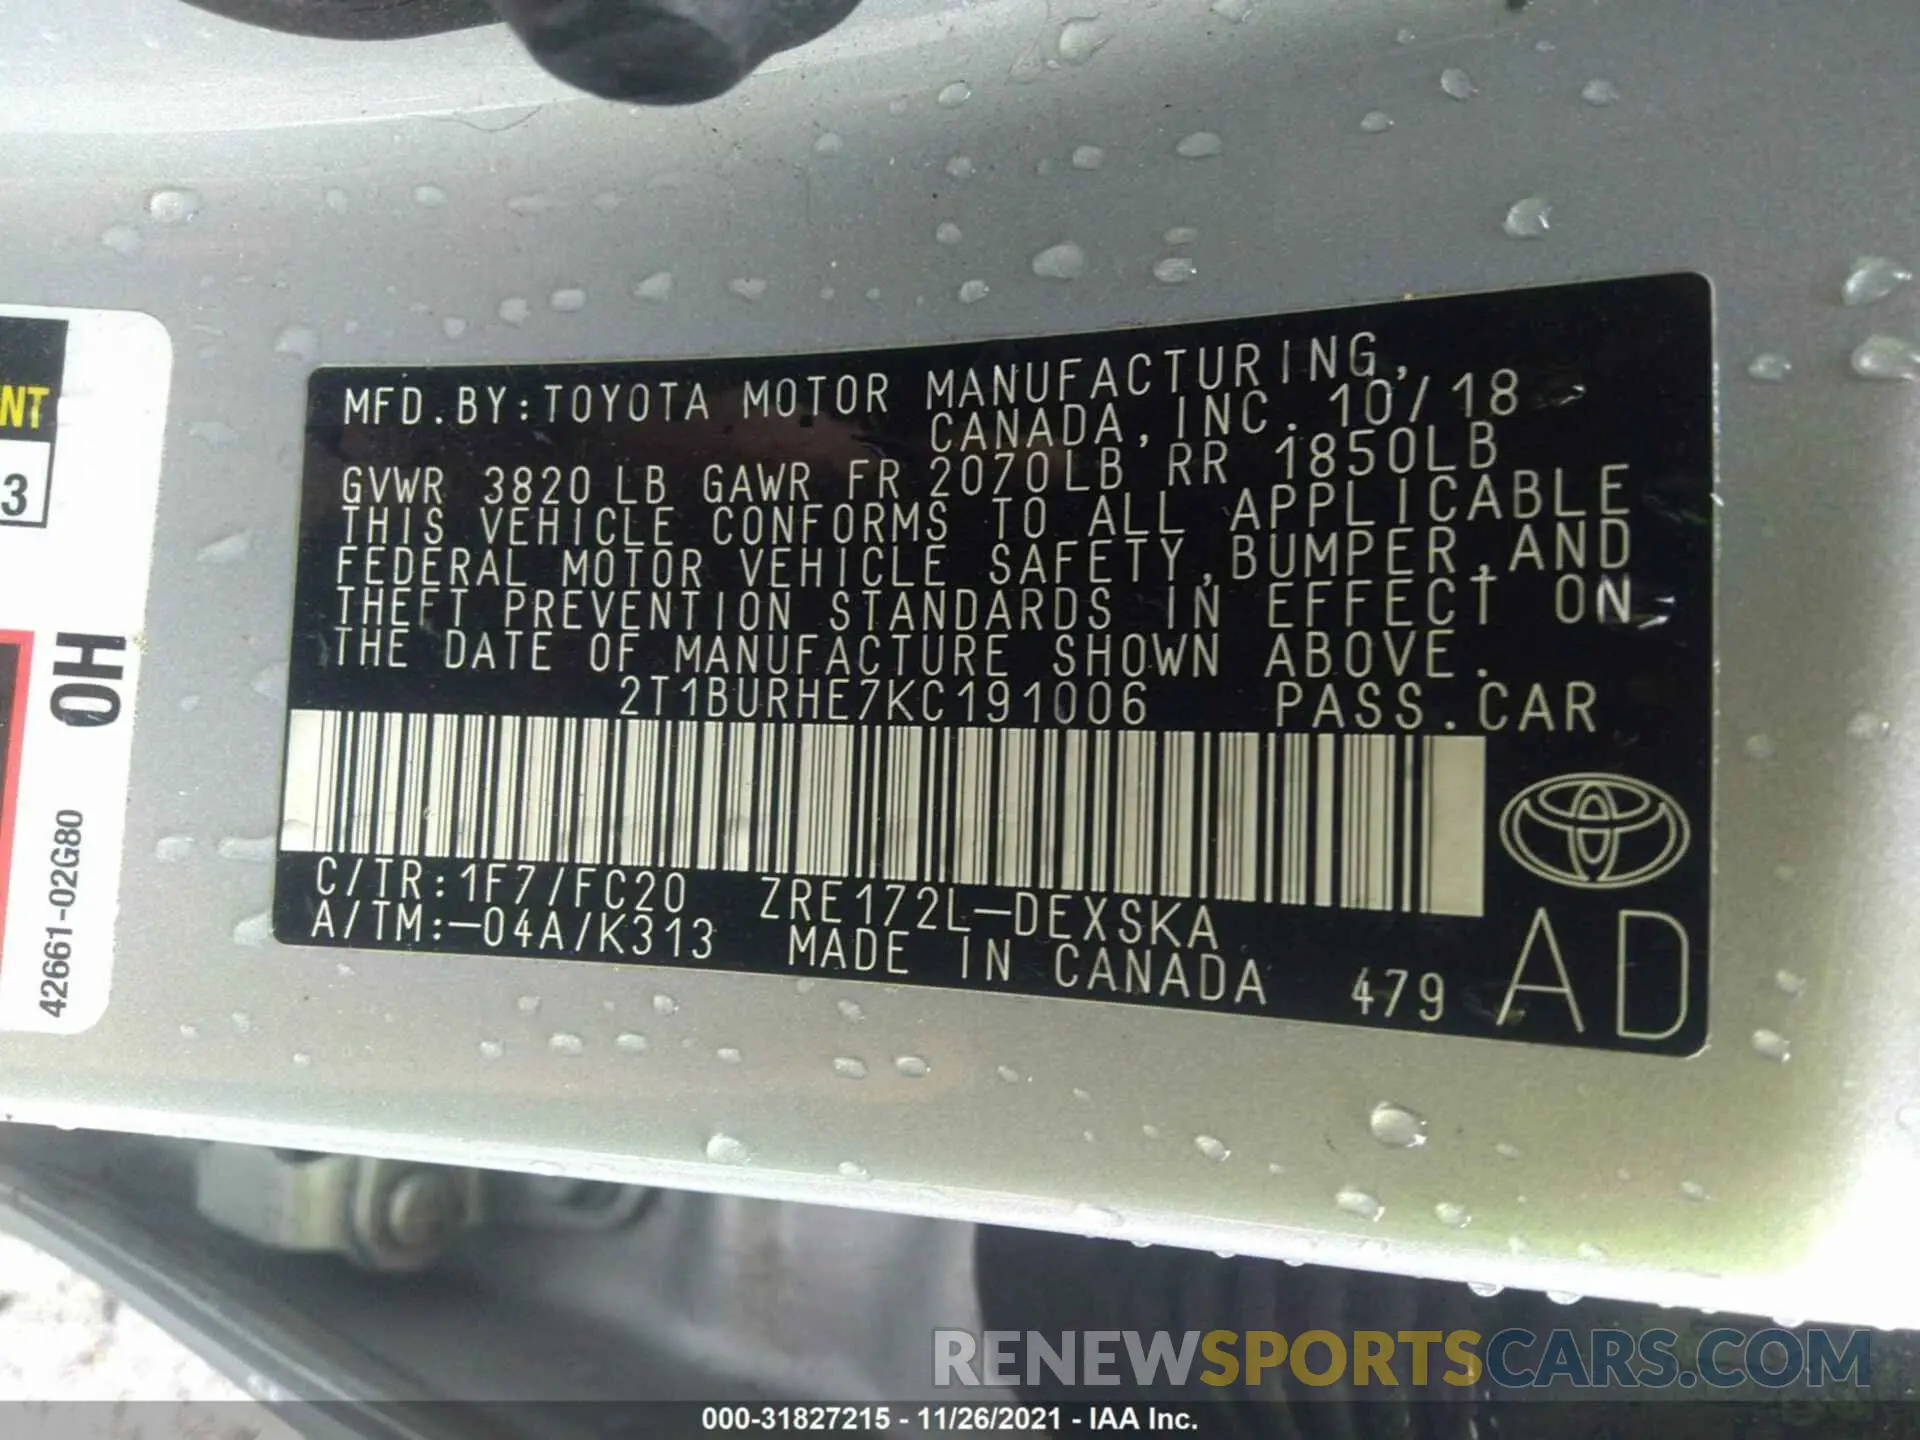 MFD.BY:TOYOTA MOTOR MANUFACTURING,
CANADA,INC. 10/18
GVWR 3820LB GAWR FR 2070LB RR 1850LB
THIS VEHICLE CONFORMS TO ALL APPLICABLE
FEDERAL MOTOR VEHICLE SAFETY,BUMPER,AND
THEFT PREVENTION STANDARDS IN EFFECT ON
THE DATE OF MANUFACTURE SHOWN ABOVE.
2T1BURHE7KC191006 PASS.CAR
C/TR:1F7/FC20 ZRE172L-DEXSKA
A/TM:-04A/K313 MADE IN CANADA 479 AD
NT
3
OH
42661-02G80
RENEWSPORTSCARS.COM
000-31827215 - 11/26/2021 - IAA Inc.